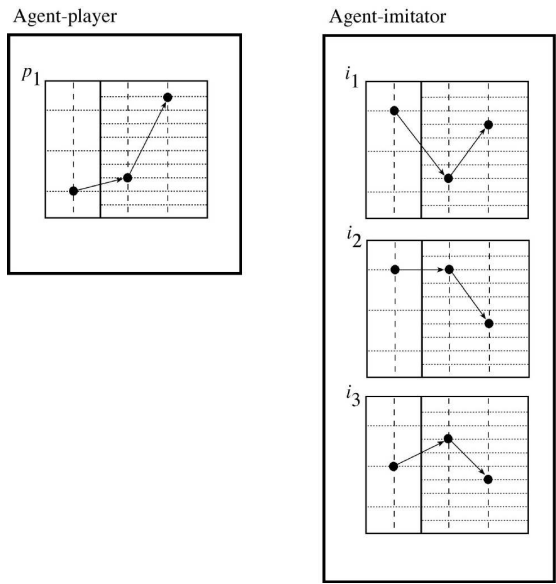 Agent-player
p1
Agent-imitator
i1
i2
i3